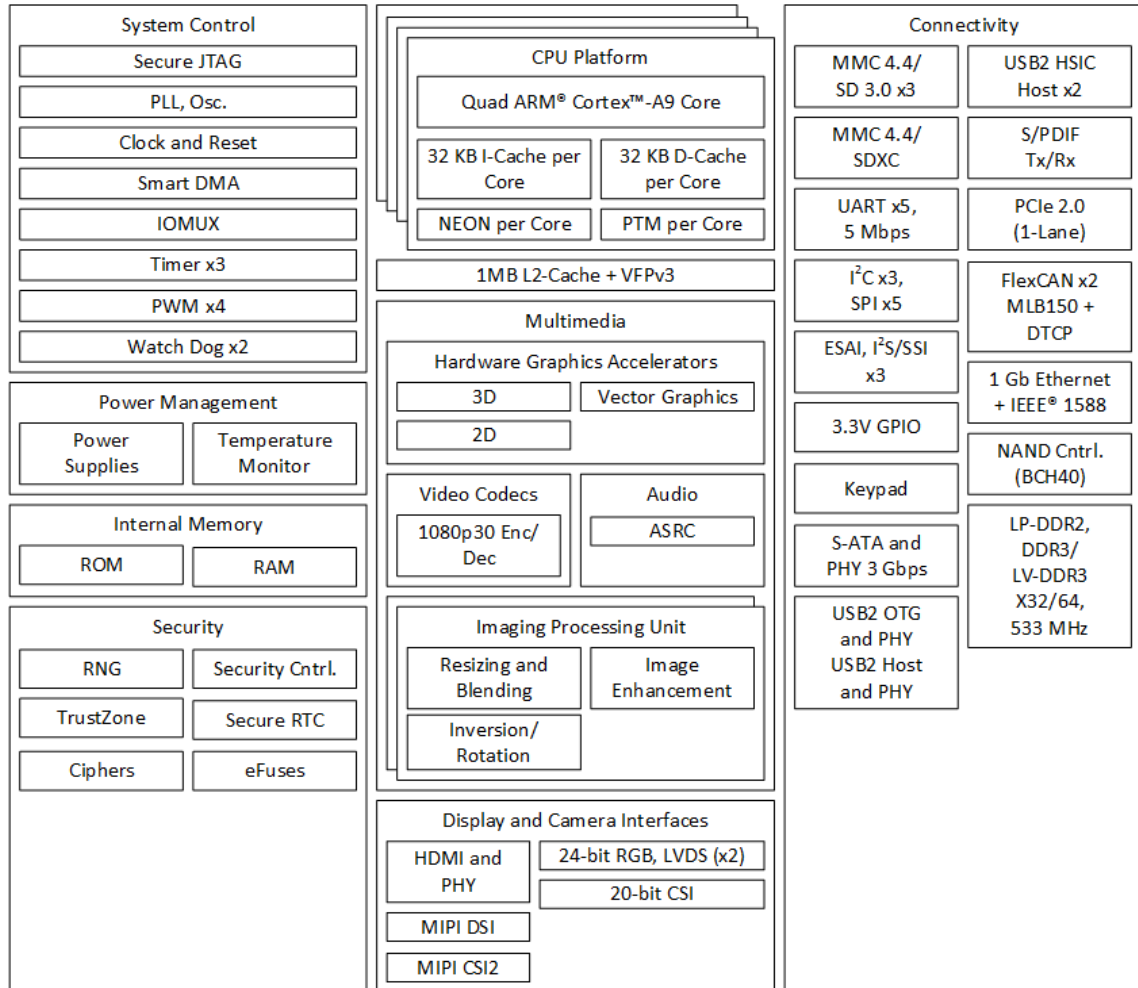 System Control
Secure JTAG
PLL, Osc.
Clock and Reset
Smart DMA
IOMUX
Timer x3
PWM x4
Watch Dog x2
Power Management
Power
Supplies
Temperature
Monitor
Internal Memory
ROM
RAM
Security
RNG
Security Cntrl.
TrustZone
Secure RTC
Ciphers
eFuses
CPU Platform
Quad ARM® Cortex™-A9 Core
32 KB I-Cache per
Core
32 KB D-Cache
per Core
NEON per Core
PTM per Core
1MB L2-Cache + VFPv3
Multimedia
Hardware Graphics Accelerators
3D
Vector Graphics
2D
Video Codecs
1080p30 Enc/
Dec
Audio
ASRC
Imaging Processing Unit
Resizing and
Blending
Image
Enhancement
Inversion/
Rotation
Display and Camera Interfaces
HDMI and
PHY
24-bit RGB, LVDS (x2)
20-bit CSI
MIPI DSI
MIPI CSI2
Connectivity
MMC 4.4/
SD 3.0 x3
MMC 4.4/
SDXC
UART x5,
5 Mbps
I²C x3,
SPI x5
ESAI, I²S/SSI
x3
3.3V GPIO
Keypad
S-ATA and
PHY 3 Gbps
USB2 OTG
and PHY
USB2 Host
and PHY
USB2 HSIC
Host x2
S/PDIF
Tx/Rx
PCIe 2.0
(1-Lane)
FlexCAN x2
MLB150 +
DTCP
1 Gb Ethernet
+ IEEE® 1588
NAND Cntrl.
(BCH40)
LP-DDR2,
DDR3/
LV-DDR3
X32/64,
533 MHz